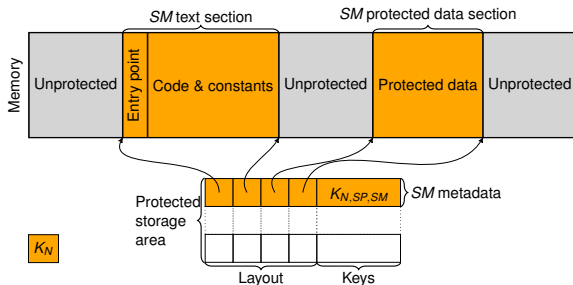 SM text section
SM protected data section
Memory
Unprotected
Entry point
Code & constants
Unprotected
Protected data
Unprotected
K_N,SP,SM
SM metadata
Protected
storage
area
K_N
Layout
Keys